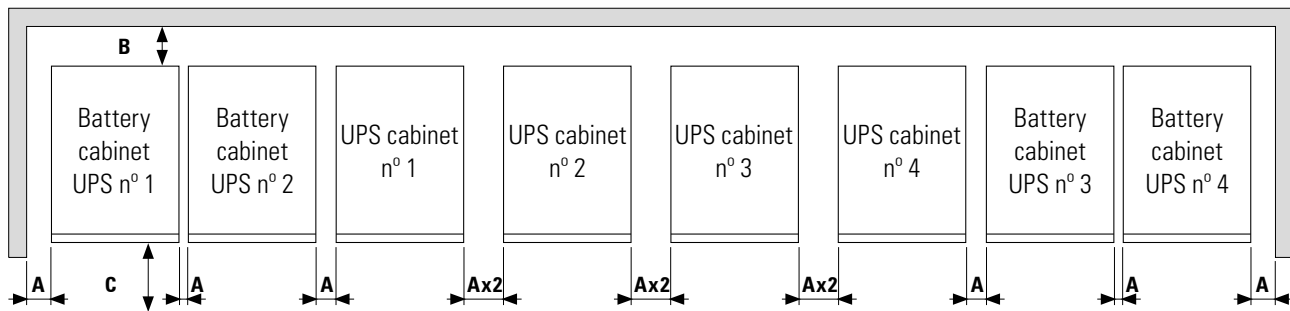 B
Battery
cabinet
UPS nº 1
Battery
cabinet
UPS nº 2
UPS cabinet
nº 1
UPS cabinet
nº 2
UPS cabinet
nº 3
UPS cabinet
nº 4
Battery
cabinet
UPS nº 3
Battery
cabinet
UPS nº 4
A
C
A
A
Ax2
Ax2
Ax2
A
A
A